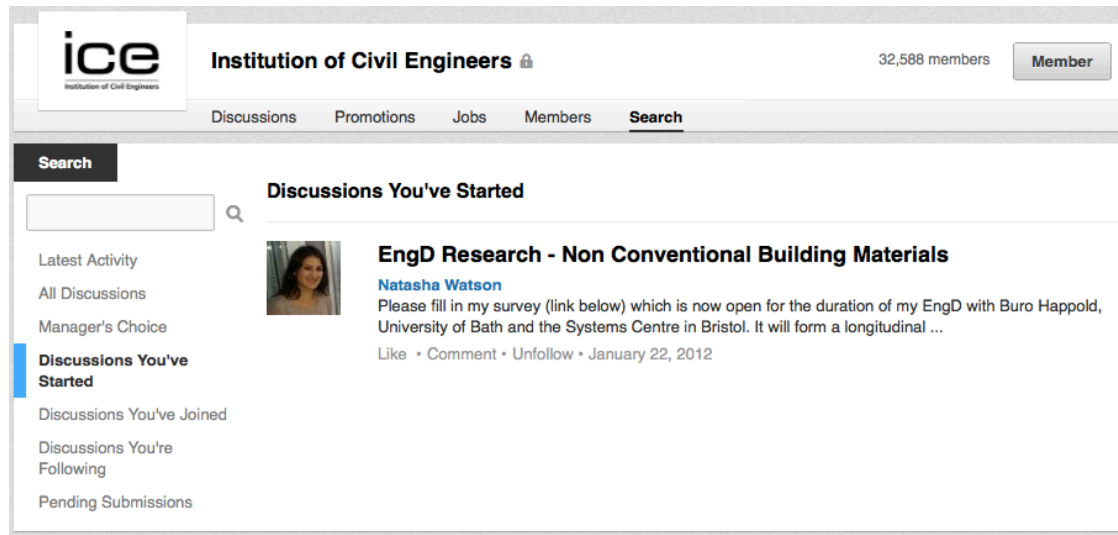 ice
Institution of Civil Engineers
Institution of Civil Engineers
32,588 members
Member
Discussions Promotions Jobs Members Search
Search
Latest Activity
All Discussions
Manager's Choice
Discussions You've
Started
Discussions You've Joined
Discussions You're
Following
Pending Submissions
Discussions You've Started
EngD Research - Non Conventional Building Materials
Natasha Watson
Please fill in my survey (link below) which is now open for the duration of my EngD with Buro Happold,
University of Bath and the Systems Centre in Bristol. It will form a longitudinal ...
Like • Comment • Unfollow • January 22, 2012